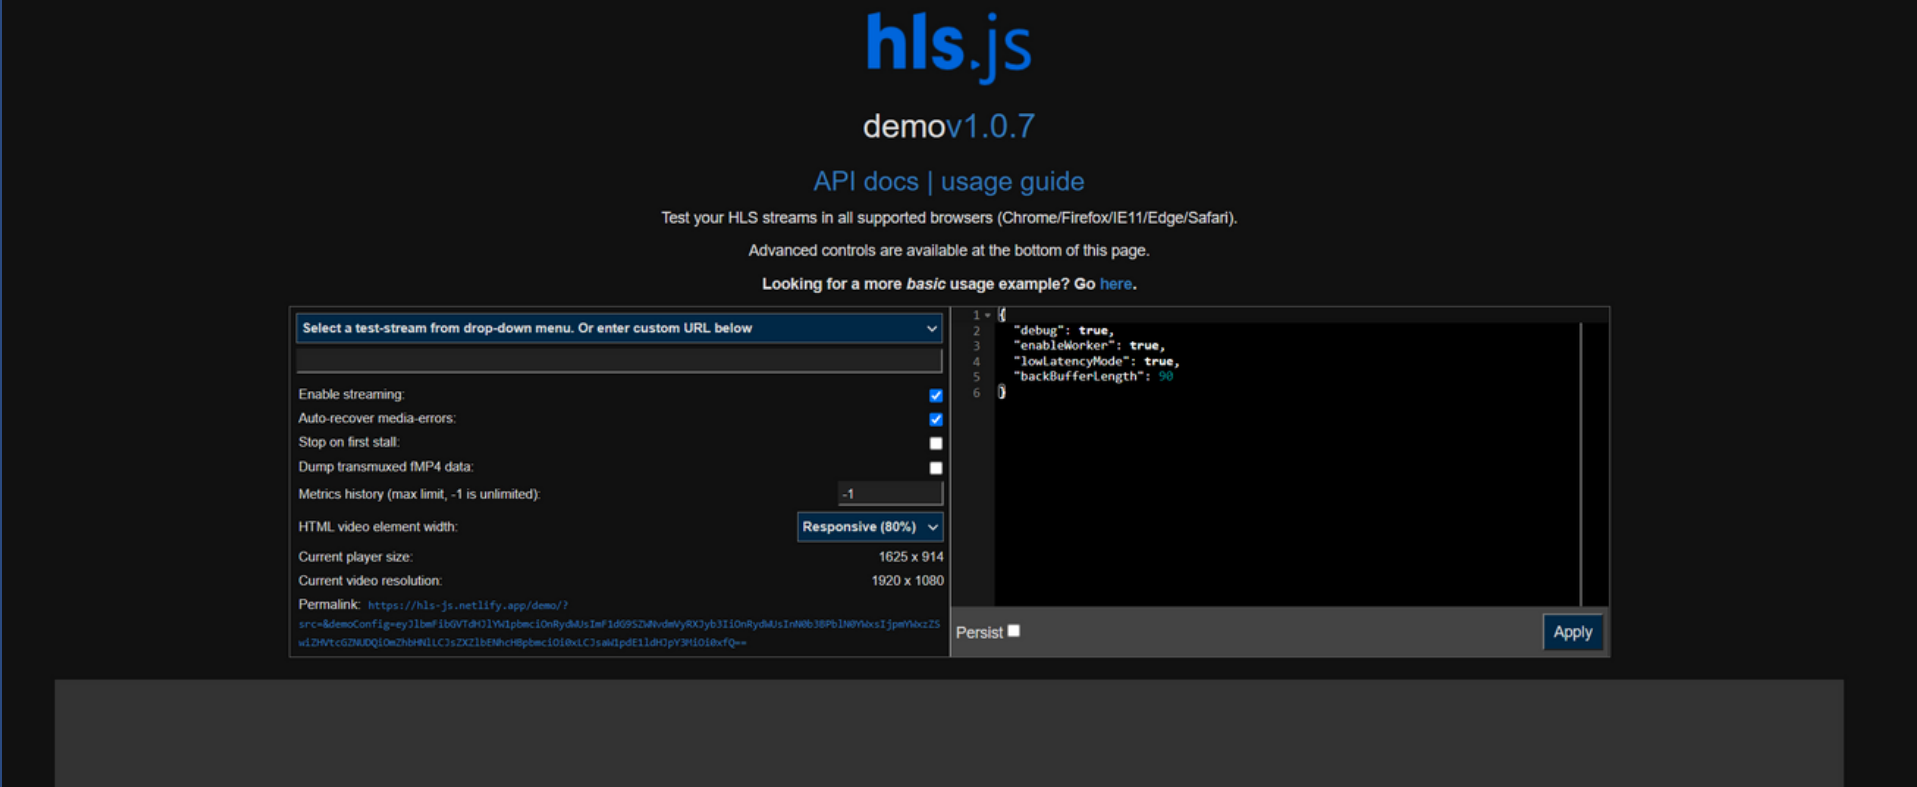 hls.js
demov1.0.7
API docs | usage guide
Test your HLS streams in all supported browsers (Chrome/Firefox/IE11/Edge/Safari).
Advanced controls are available at the bottom of this page.
Looking for a more basic usage example? Go here.
Select a test-stream from drop-down menu. Or enter custom URL below
Enable streaming:
Auto-recover media-errors:
Stop on first stall:
Dump transmuxed fMP4 data:
Metrics history (max limit, -1 is unlimited): -1
HTML video element width: Responsive (80%)
Current player size: 1625 x 914
Current video resolution: 1920 x 1080
Permalink: https://hls-js.netlify.app/demo/?
1 {
2 "debug": true,
3 "enableWorker": true,
4 "lowLatencyMode": true,
5 "backBufferLength": 90
6 }
Persist
Apply